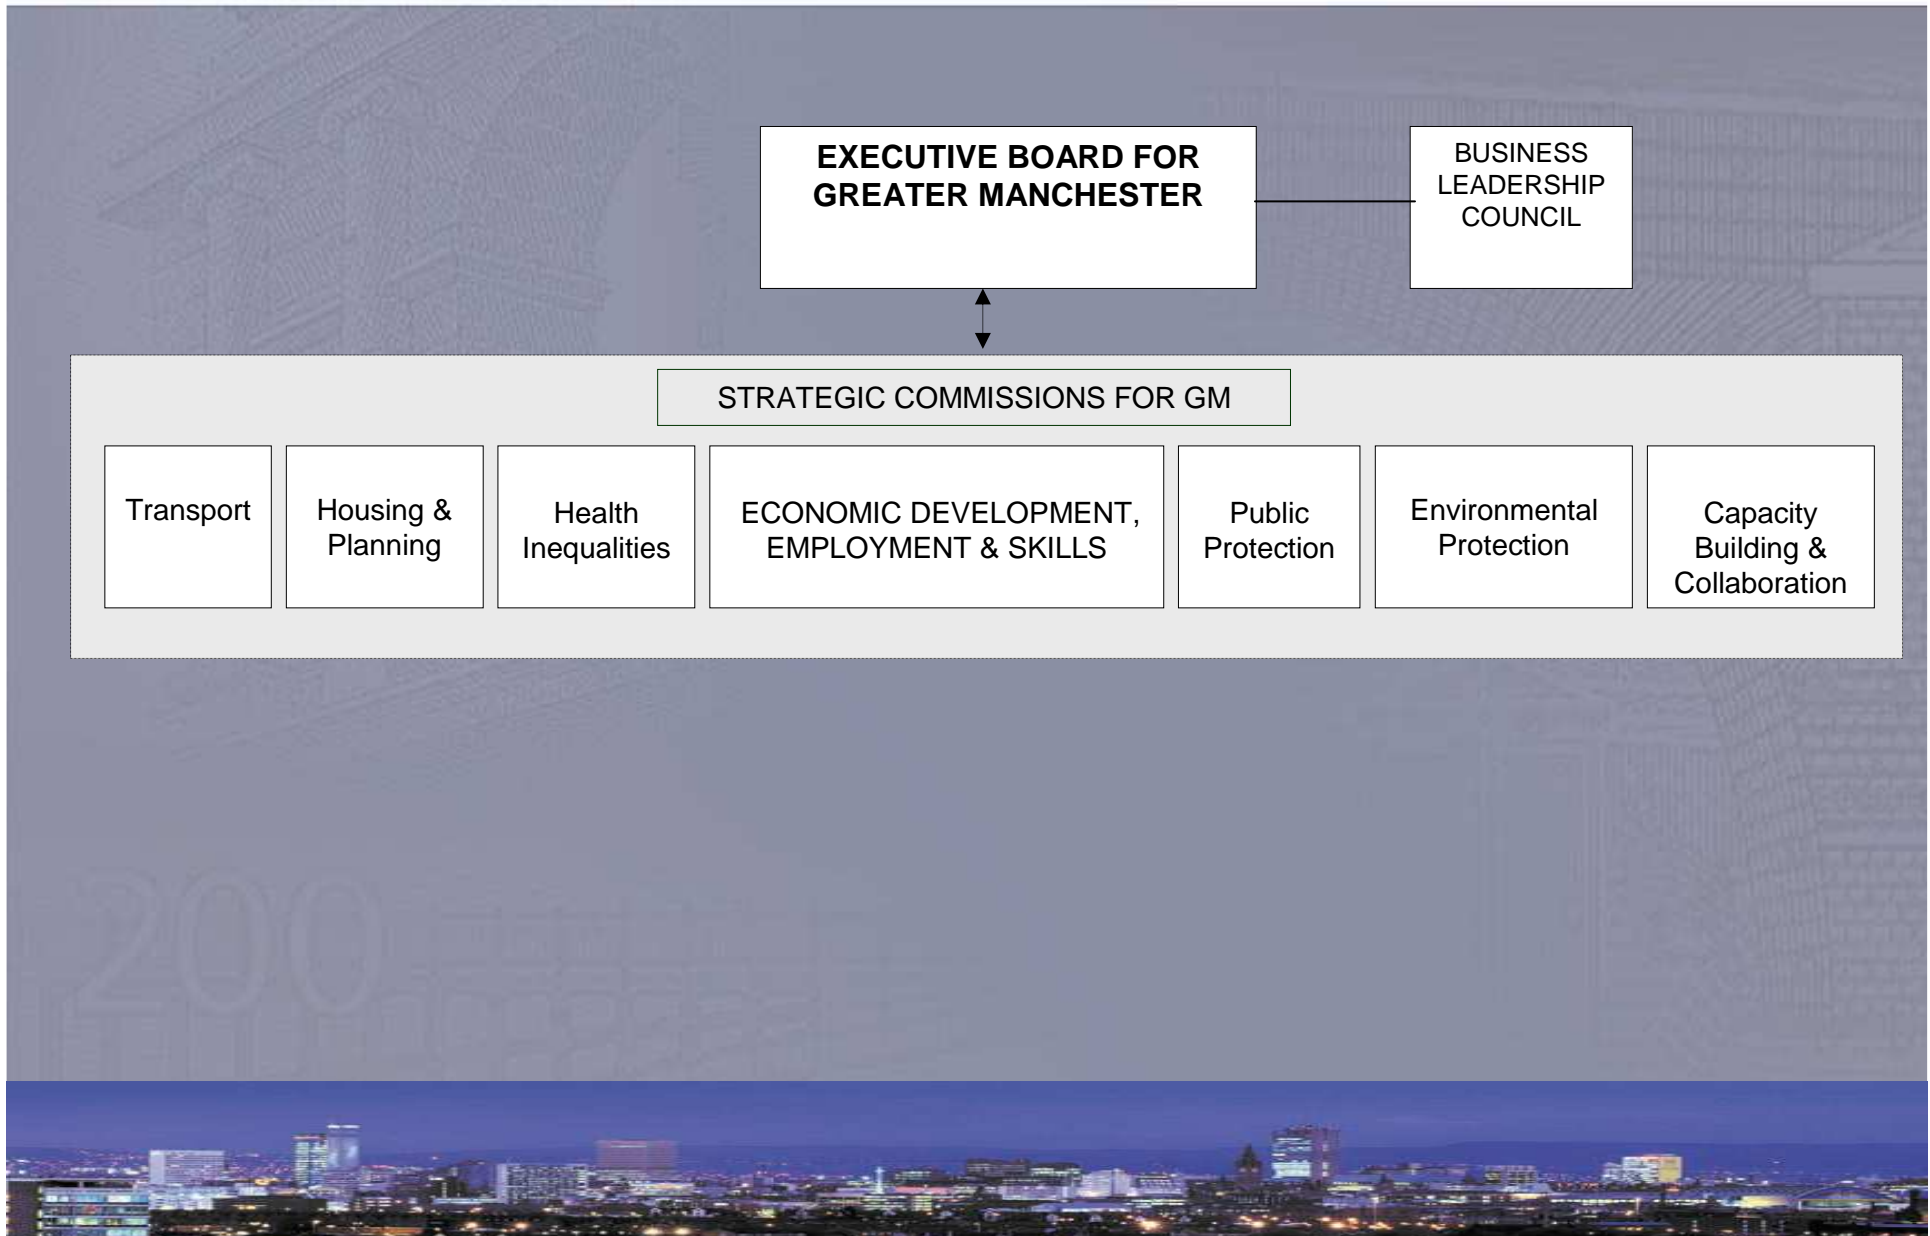 EXECUTIVE BOARD FOR
GREATER MANCHESTER
BUSINESS
LEADERSHIP
COUNCIL
STRATEGIC COMMISSIONS FOR GM
Transport
Housing &
Planning
Health
Inequalities
ECONOMIC DEVELOPMENT,
EMPLOYMENT & SKILLS
Public
Protection
Environmental
Protection
Capacity
Building &
Collaboration
200